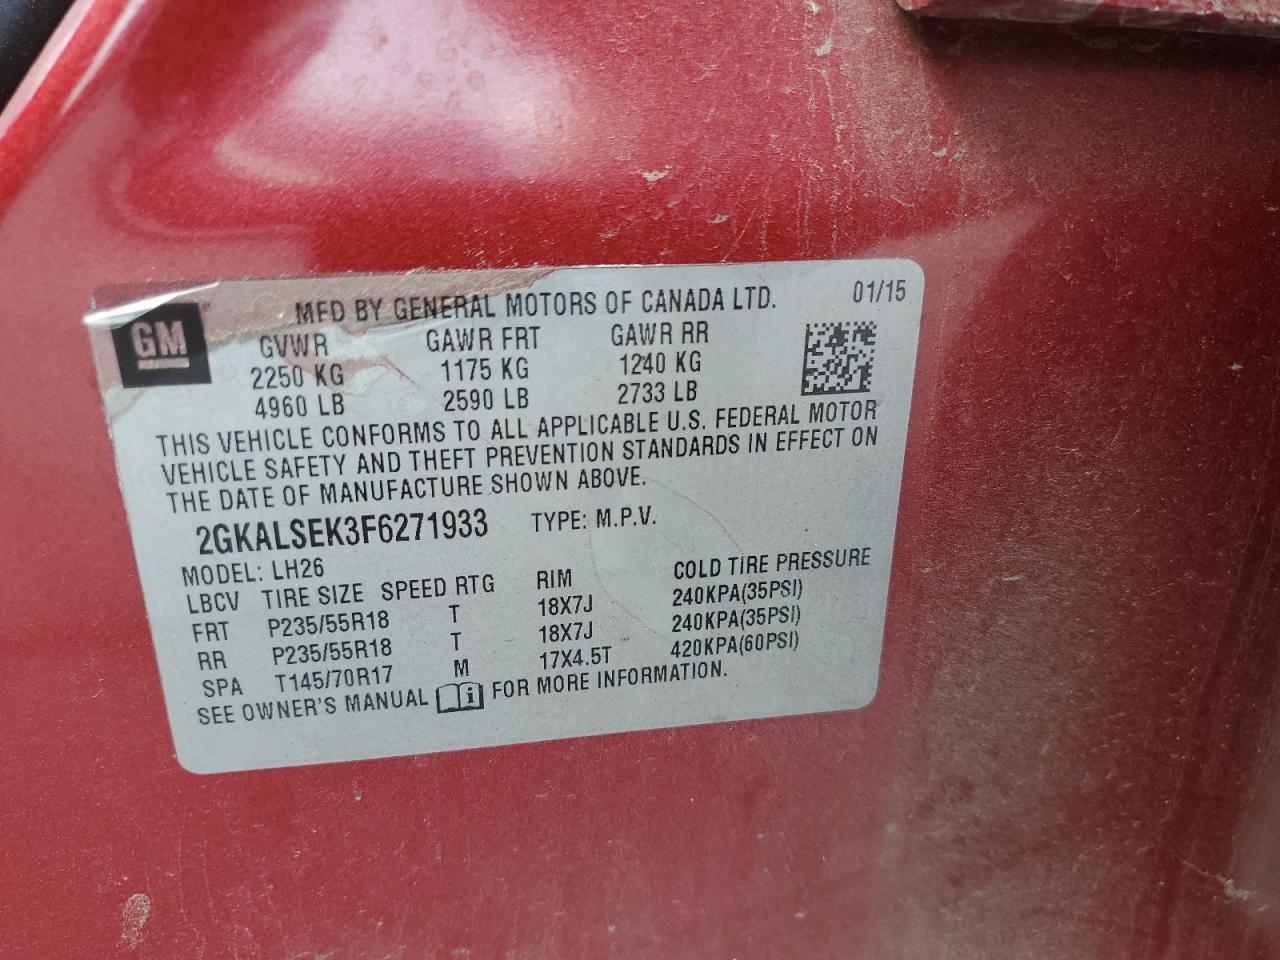 GM
MFD BY GENERAL MOTORS OF CANADA LTD. 01/15
GVWR GAWR FRT GAWR RR
2250 KG 1175 KG 1240 KG
4960 LB 2590 LB 2733 LB
THIS VEHICLE CONFORMS TO ALL APPLICABLE U.S. FEDERAL MOTOR
VEHICLE SAFETY AND THEFT PREVENTION STANDARDS IN EFFECT ON
THE DATE OF MANUFACTURE SHOWN ABOVE.
2GKALSEK3F6271933 TYPE: M.P.V.
MODEL: LH26
LBCV TIRE SIZE SPEED RTG RIM COLD TIRE PRESSURE
FRT P235/55R18 T 18X7J 240KPA(35PSI)
RR P235/55R18 T 18X7J 240KPA(35PSI)
SPA T145/70R17 M 17X4.5T 420KPA(60PSI)
SEE OWNER'S MANUAL i FOR MORE INFORMATION.